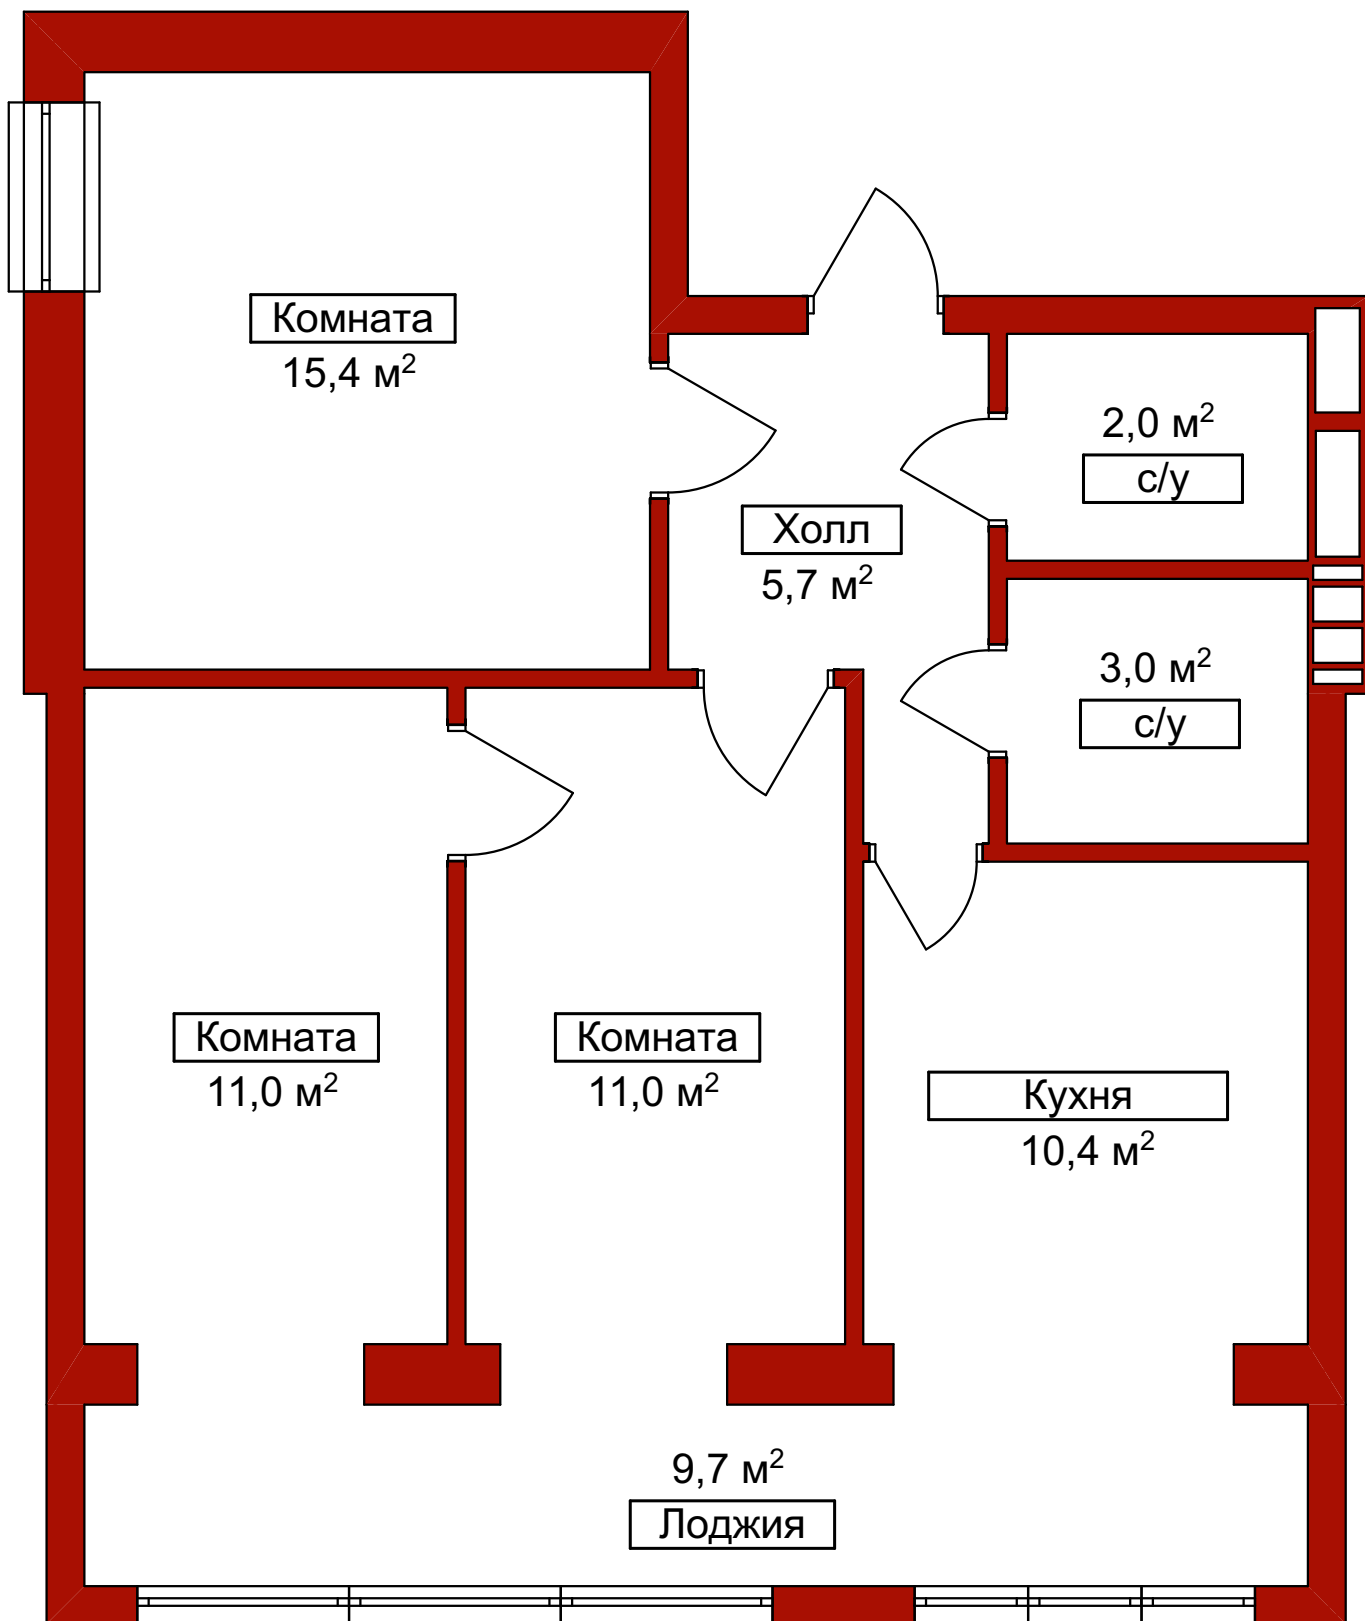 Комната
15,4 м²
2,0 м²
с/у
Холл
5,7 м²
3,0 м²
с/у
Комната
11,0 м²
Комната
11,0 м²
Кухня
10,4 м²
9,7 м²
Лоджия